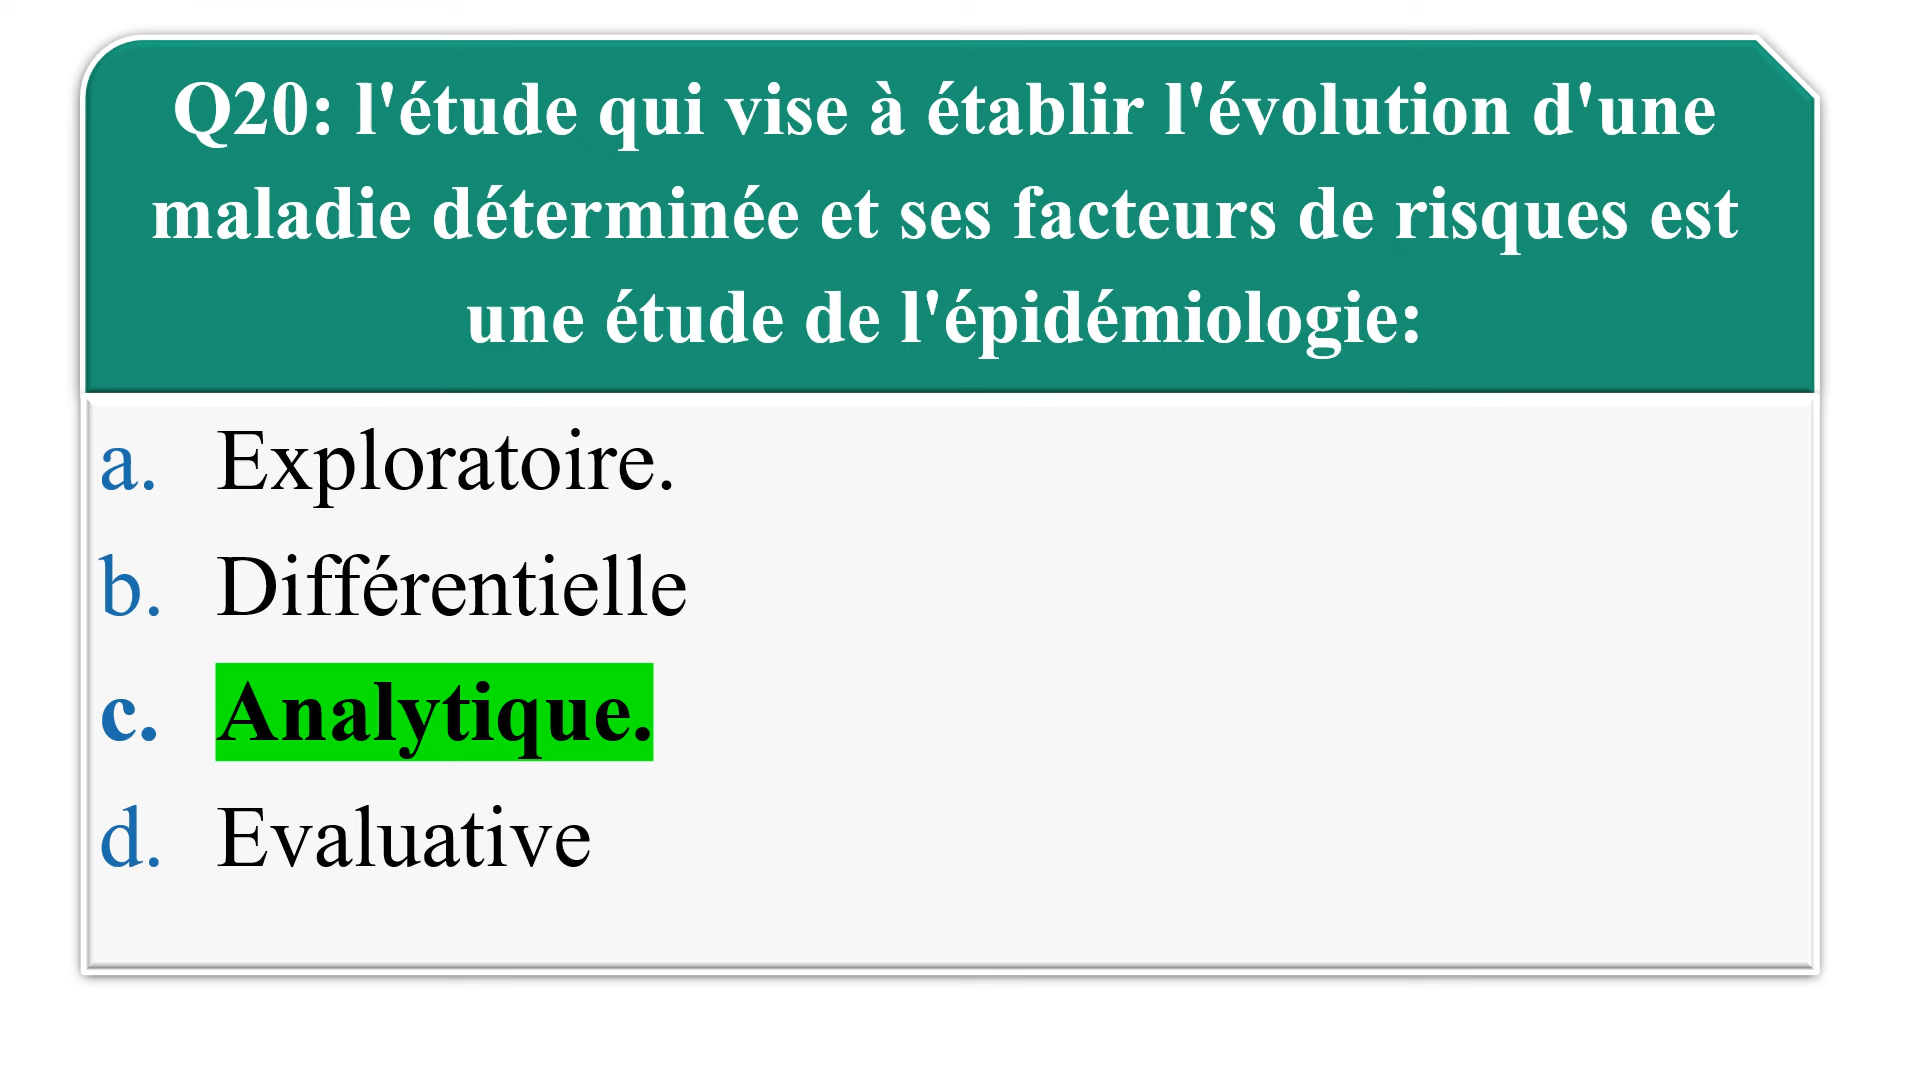 Q20: l'étude qui vise à établir l'évolution d'une
maladie déterminée et ses facteurs de risques est
une étude de l'épidémiologie:
a. Exploratoire.
b. Différentielle
c. Analytique.
d. Evaluative